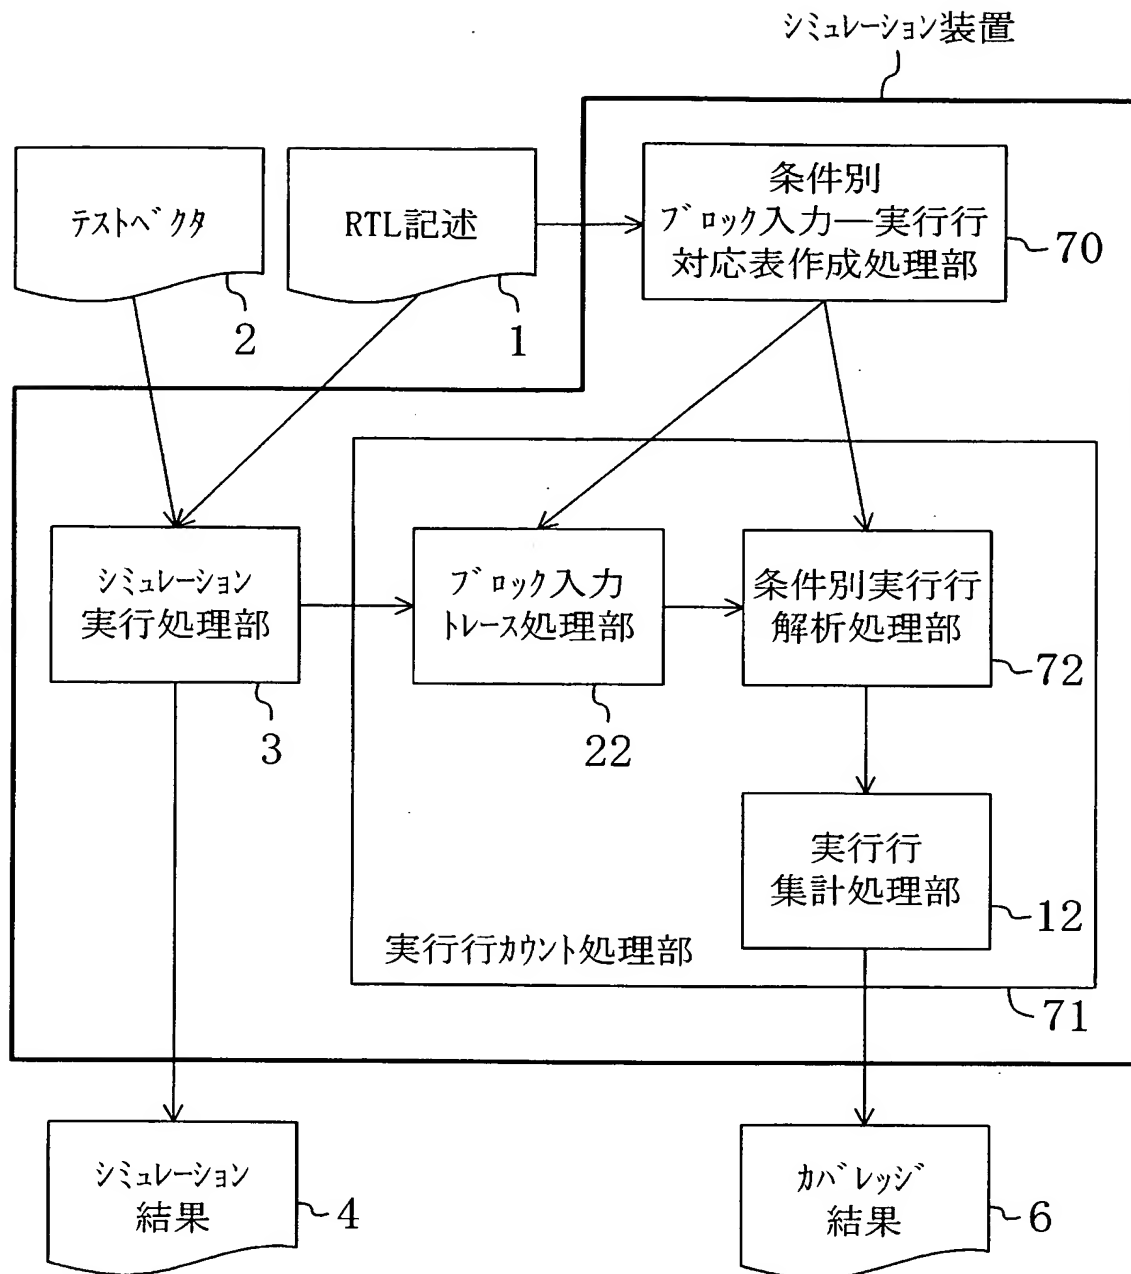 シミュレーション装置
テストベクタ
2
RTL記述
1
条件別
ブロック入力―実行行
対応表作成処理部
70
シミュレーション
実行処理部
3
ブロック入力
トレース処理部
22
条件別実行行
解析処理部
72
実行行
集計処理部
12
実行行カウント処理部
71
シミュレーション
結果
4
カバレッジ
結果
6